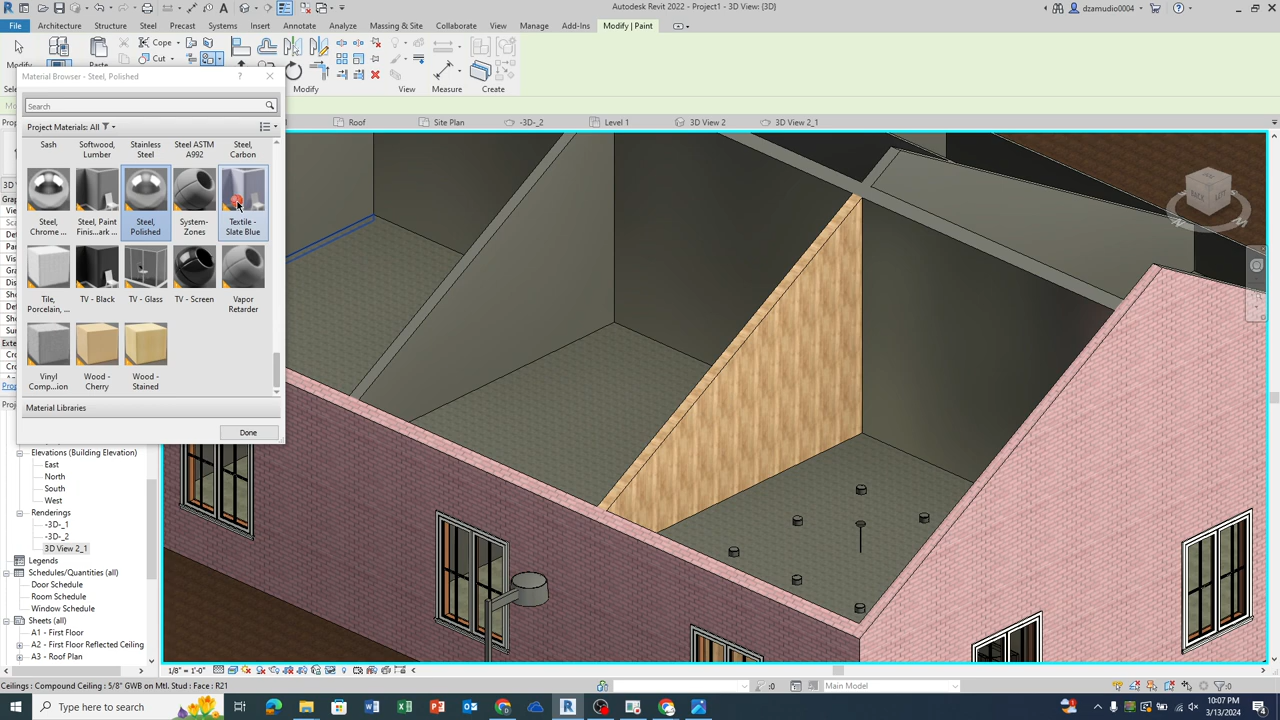 Autodesk Revit 2022 - Project1 - 3D View: [3D]
dzamudio0004
File
Architecture
Structure
Steel
Precast
Systems
Insert
Annotate
Analyze
Massing & Site
Collaborate
View
Manage
Add-Ins
Modify | Paint
Cope
Cut
Modify
View
Measure
Create
Material Browser - Steel, Polished
Search
Project Materials: All
Roof
Site Plan
-3D-_2
Level 1
3D View 2
3D View 2_1
Sash
Softwood, Lumber
Stainless Steel
Steel ASTM A992
Steel, Carbon
Steel, Chrome ...
Steel, Paint Finis...ark ...
Steel, Polished
System-Zones
Textile - Slate Blue
Tile, Porcelain, ...
TV - Black
TV - Glass
TV - Screen
Vapor Retarder
Vinyl Comp...ion
Wood - Cherry
Wood - Stained
Material Libraries
Done
BACK
LEFT
Elevations (Building Elevation)
East
North
South
West
Renderings
-3D-_1
-3D-_2
3D View 2_1
Legends
Schedules/Quantities (all)
Door Schedule
Room Schedule
Window Schedule
Sheets (all)
A1 - First Floor
A2 - First Floor Reflected Ceiling
A3 - Roof Plan
1/8" = 1'-0"
Ceilings : Compound Ceiling : 5/8" GWB on Mtl. Stud : Face : R21
:0
Main Model
:0
Type here to search
10:07 PM
3/13/2024